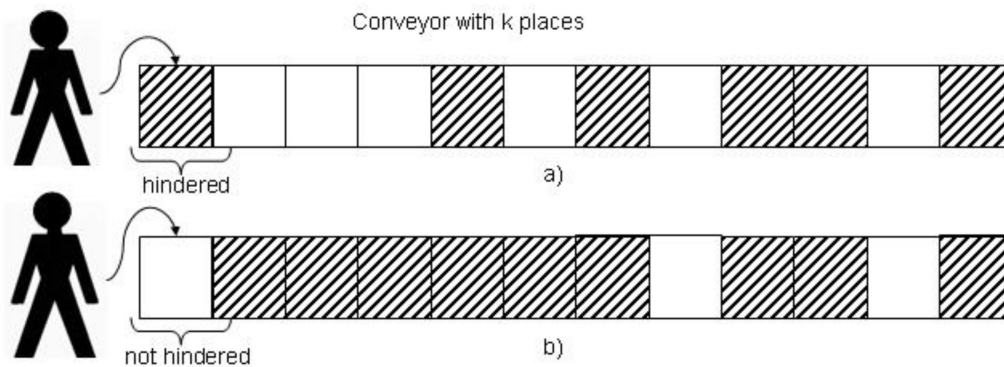 Conveyor with k places
hindered
a)
not hindered
b)